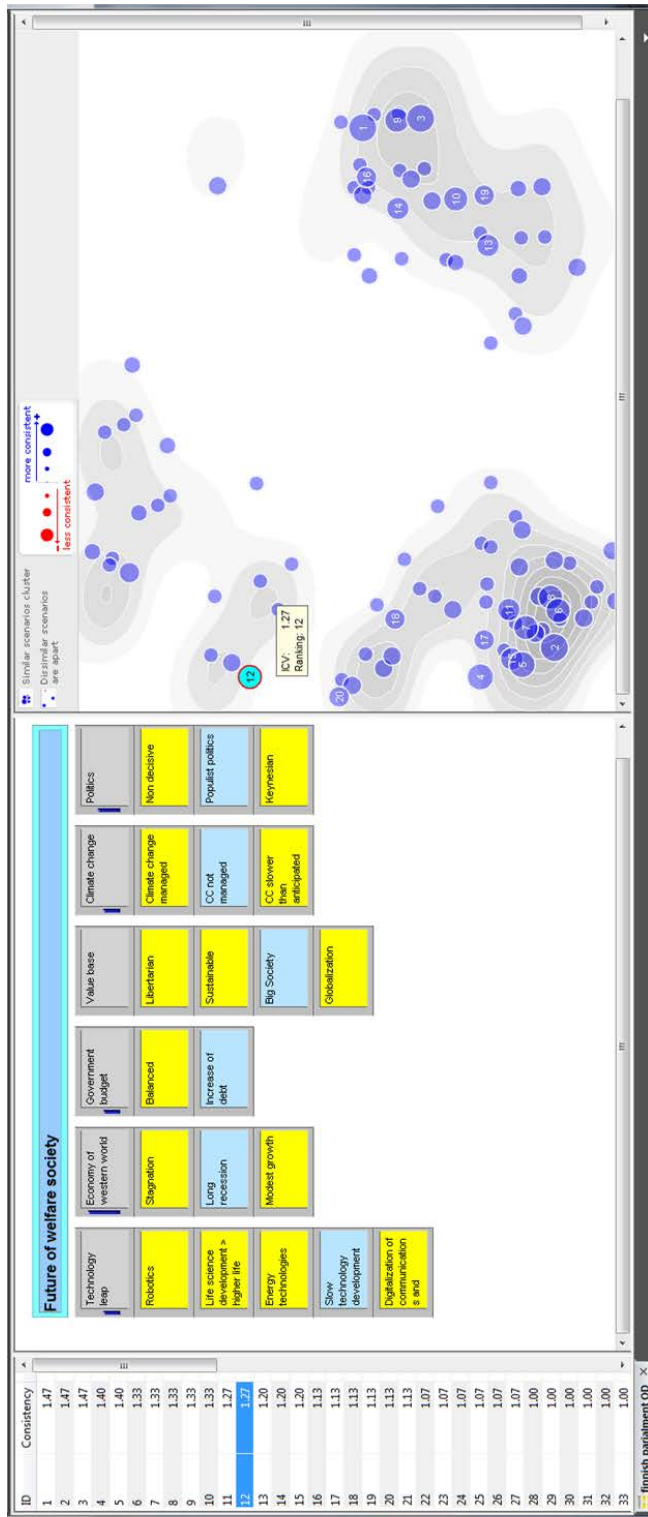 ID Consistency
1 1.47
2 1.47
3 1.47
4 1.40
5 1.40
6 1.33
7 1.33
8 1.33
9 1.33
10 1.33
11 1.27
12 1.27
13 1.20
14 1.20
15 1.20
16 1.13
17 1.13
18 1.13
19 1.13
20 1.13
21 1.13
22 1.07
23 1.07
24 1.07
25 1.07
26 1.07
27 1.07
28 1.00
29 1.00
30 1.00
31 1.00
32 1.00
33 1.00
finnish parialment OP
Future of welfare society
Technology
leap
Robotics
Life science
development >
higher life
Energy
technologies
Slow
technology
development
Digitalization of
communication
s and
Economy of
western world
Stagnation
Long
recession
Modest growth
Government
budget
Balanced
Increase of
debt
Value base
Libertarian
Sustainable
Big Society
Globalization
Climate change
Climate change
managed
CC not
managed
CC slower
than
anticipated
Politics
Non decisive
Populist politics
Keynesian
Similar scenarios cluster
Dissimilar scenarios
are apart
more consistent
less consistent
12
ICV: 1.27
Ranking: 12
20
18
4
17
5
15
7
11
2
6
8
1
9
3
16
14
10
19
13